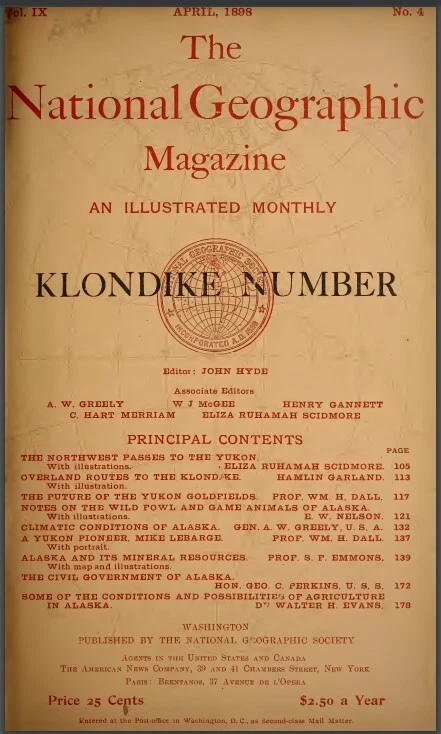 Vol. IX APRIL, 1898 No. 4
The
National Geographic
Magazine
AN ILLUSTRATED MONTHLY
NATIONAL GEOGRAPHIC SOCIETY
KLONDIKE NUMBER
INCORPORATED A.D. 1888
Editor: JOHN HYDE
Associate Editors
A. W. GREELY W J McGEE HENRY GANNETT
C. HART MERRIAM ELIZA RUHAMAH SCIDMORE
PRINCIPAL CONTENTS
PAGE
THE NORTHWEST PASSES TO THE YUKON.
With illustrations. ELIZA RUHAMAH SCIDMORE. 105
OVERLAND ROUTES TO THE KLONDIKE. HAMLIN GARLAND. 113
With illustration.
THE FUTURE OF THE YUKON GOLDFIELDS. PROF. WM. H. DALL. 117
NOTES ON THE WILD FOWL AND GAME ANIMALS OF ALASKA.
With illustrations. E. W. NELSON. 121
CLIMATIC CONDITIONS OF ALASKA. GEN. A. W. GREELY, U. S. A. 132
A YUKON PIONEER, MIKE LEBARGE. PROF. WM. H. DALL. 137
With portrait.
ALASKA AND ITS MINERAL RESOURCES. PROF. S. F. EMMONS. 139
With map and illustrations.
THE CIVIL GOVERNMENT OF ALASKA.
HON. GEO. C. PERKINS, U. S. S. 172
SOME OF THE CONDITIONS AND POSSIBILITIES OF AGRICULTURE
IN ALASKA. DR WALTER H. EVANS. 178
WASHINGTON
PUBLISHED BY THE NATIONAL GEOGRAPHIC SOCIETY
AGENTS IN THE UNITED STATES AND CANADA
THE AMERICAN NEWS COMPANY, 39 AND 41 CHAMBERS STREET, NEW YORK
PARIS: BRENTANOS, 37 AVENUE DE L'OPERA
Price 25 Cents $2.50 a Year
Entered at the Post-office in Washington, D. C., as Second-class Mail Matter.